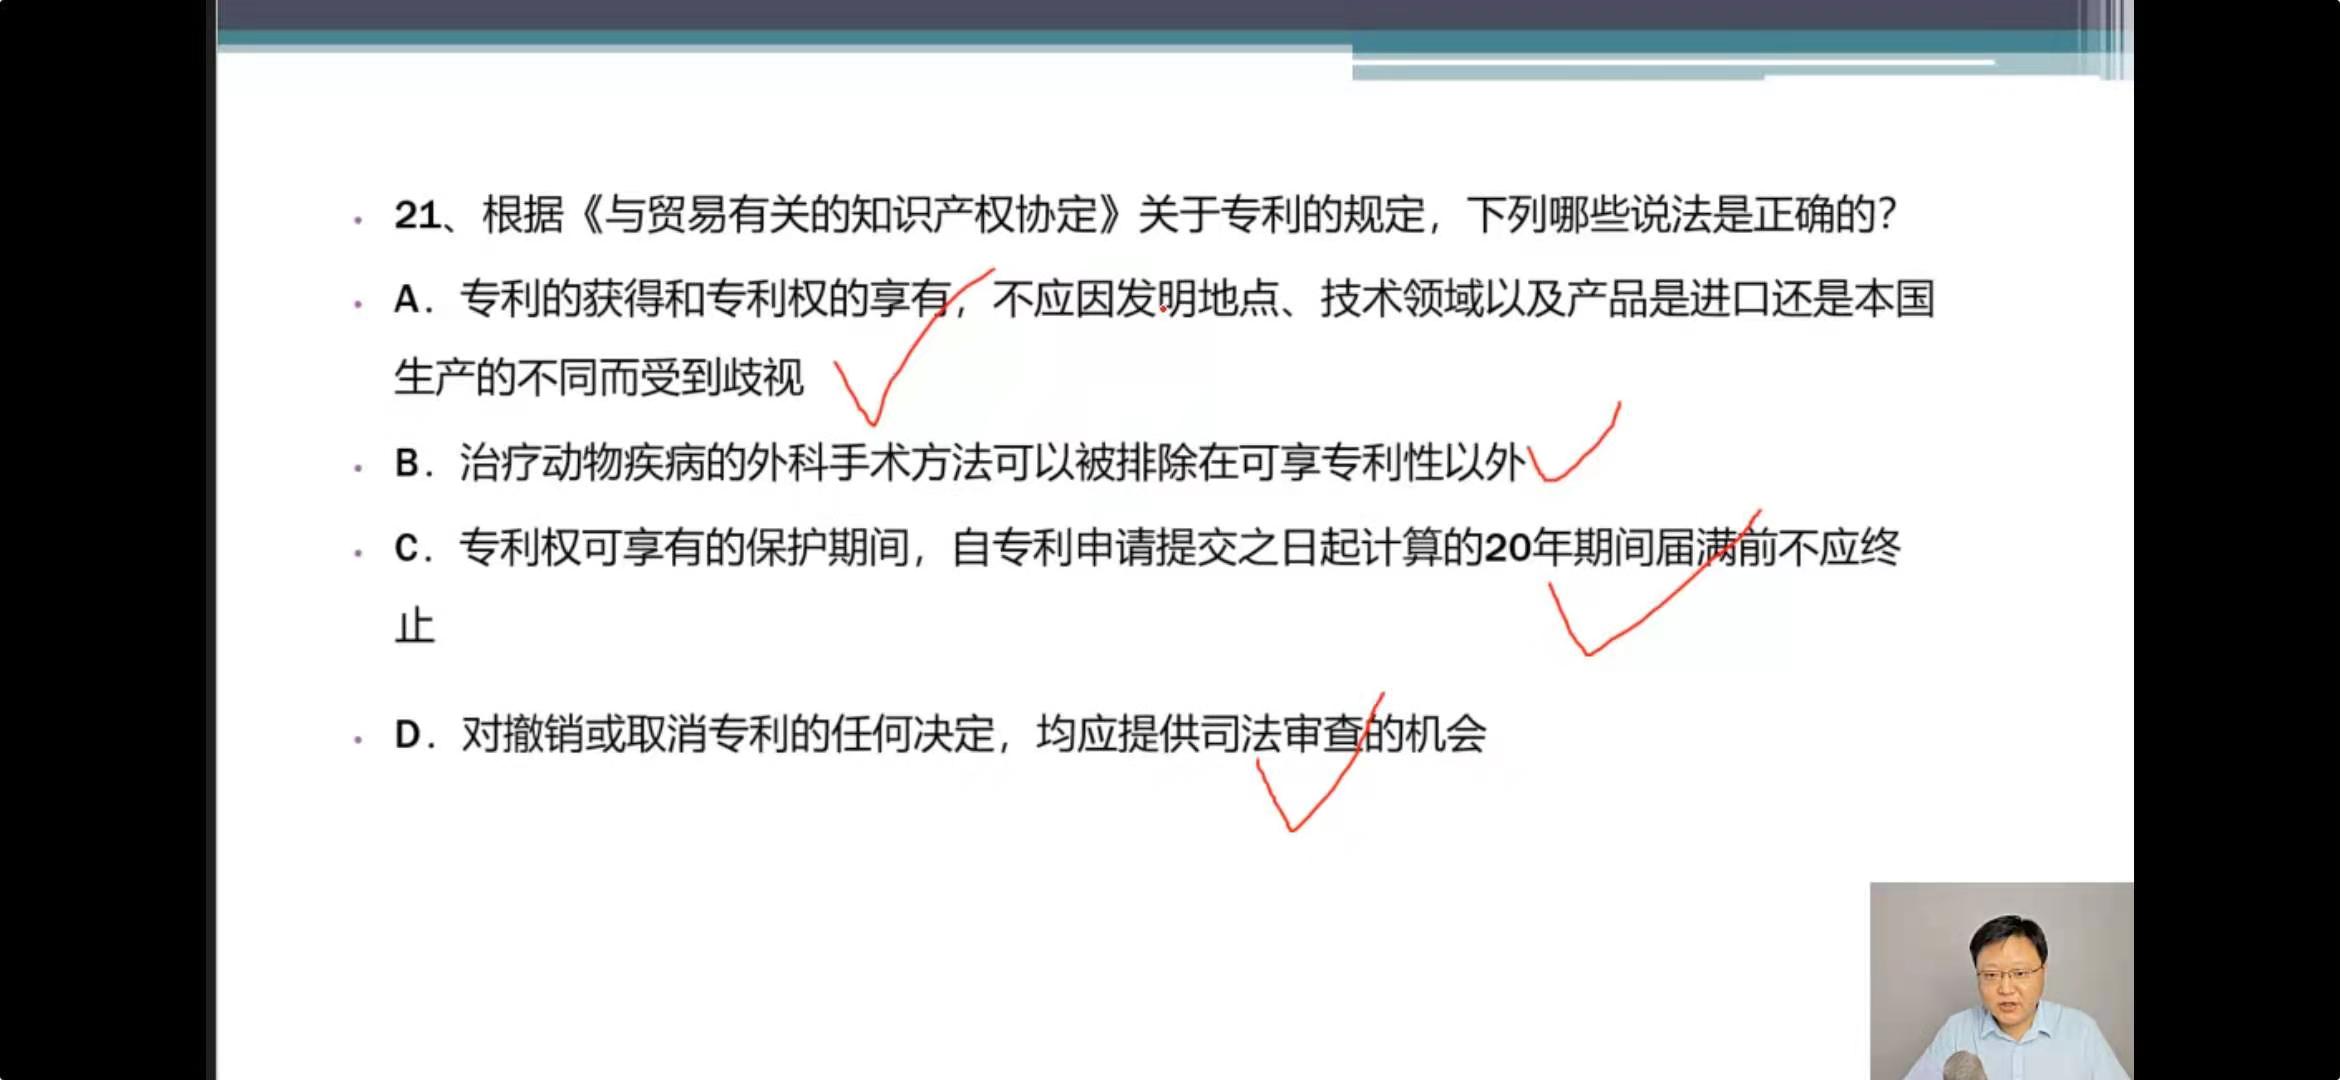 21、根据《与贸易有关的知识产权协定》关于专利的规定，下列哪些说法是正确的？
A．专利的获得和专利权的享有，不应因发明地点、技术领域以及产品是进口还是本国
生产的不同而受到歧视
B．治疗动物疾病的外科手术方法可以被排除在可享专利性以外
C．专利权可享有的保护期间，自专利申请提交之日起计算的20年期间届满前不应终
止
D．对撤销或取消专利的任何决定，均应提供司法审查的机会